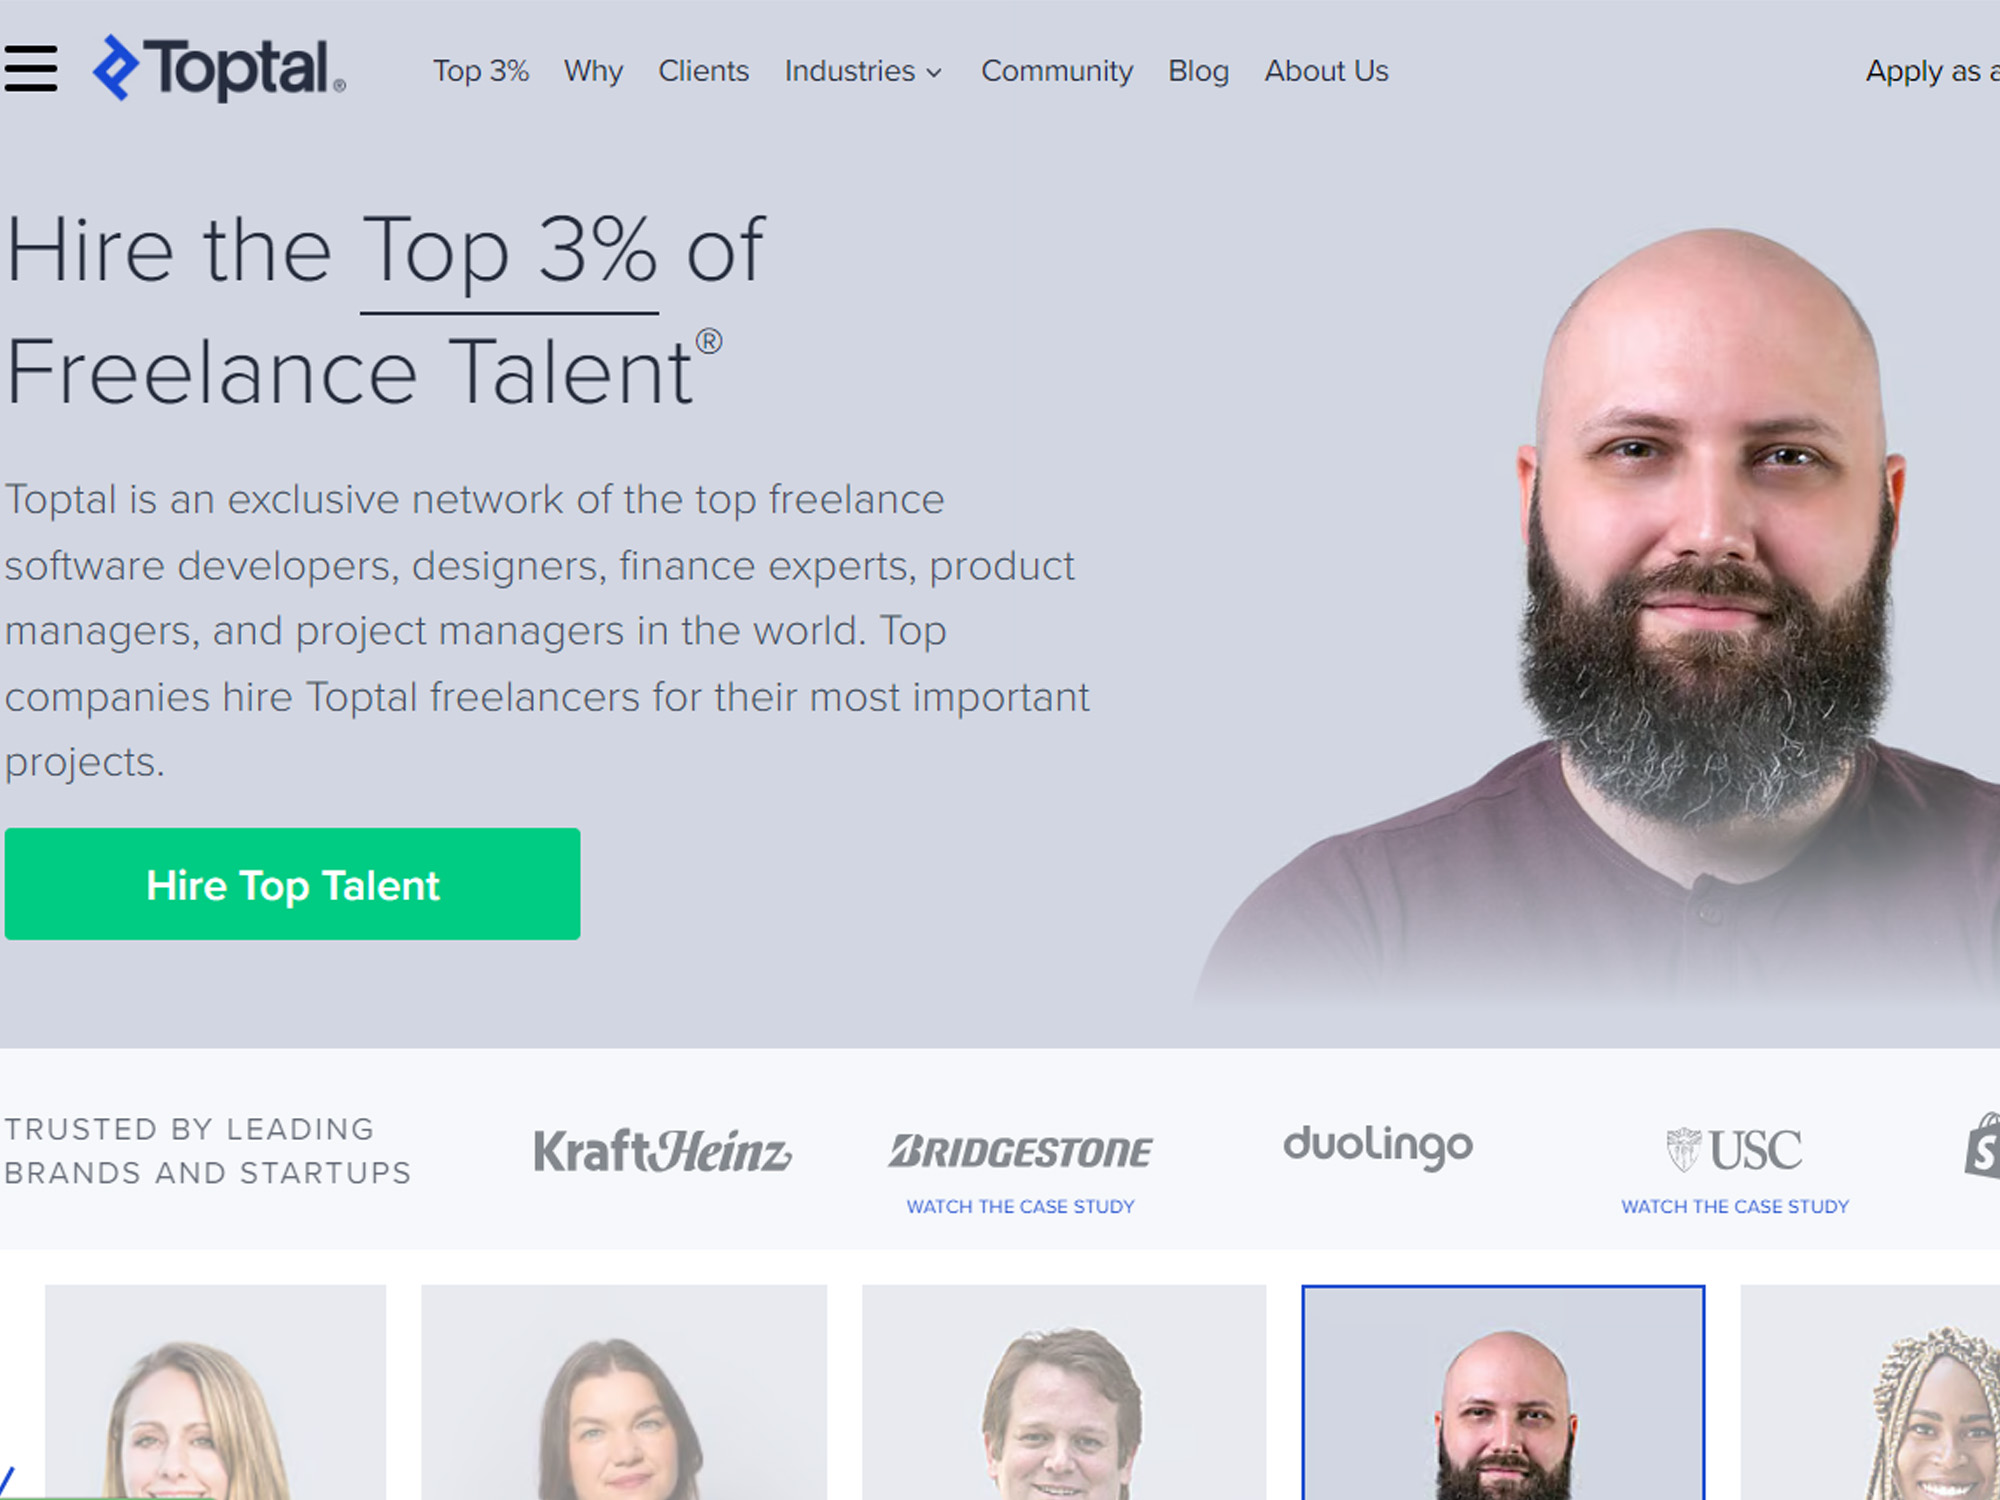 Toptal®
Top 3% Why Clients Industries Community Blog About Us Apply as a
Hire the Top 3% of
Freelance Talent®
Toptal is an exclusive network of the top freelance
software developers, designers, finance experts, product
managers, and project managers in the world. Top
companies hire Toptal freelancers for their most important
projects.
Hire Top Talent
TRUSTED BY LEADING
BRANDS AND STARTUPS
KraftHeinz
BRIDGESTONE
WATCH THE CASE STUDY
duolingo
USC
WATCH THE CASE STUDY
S